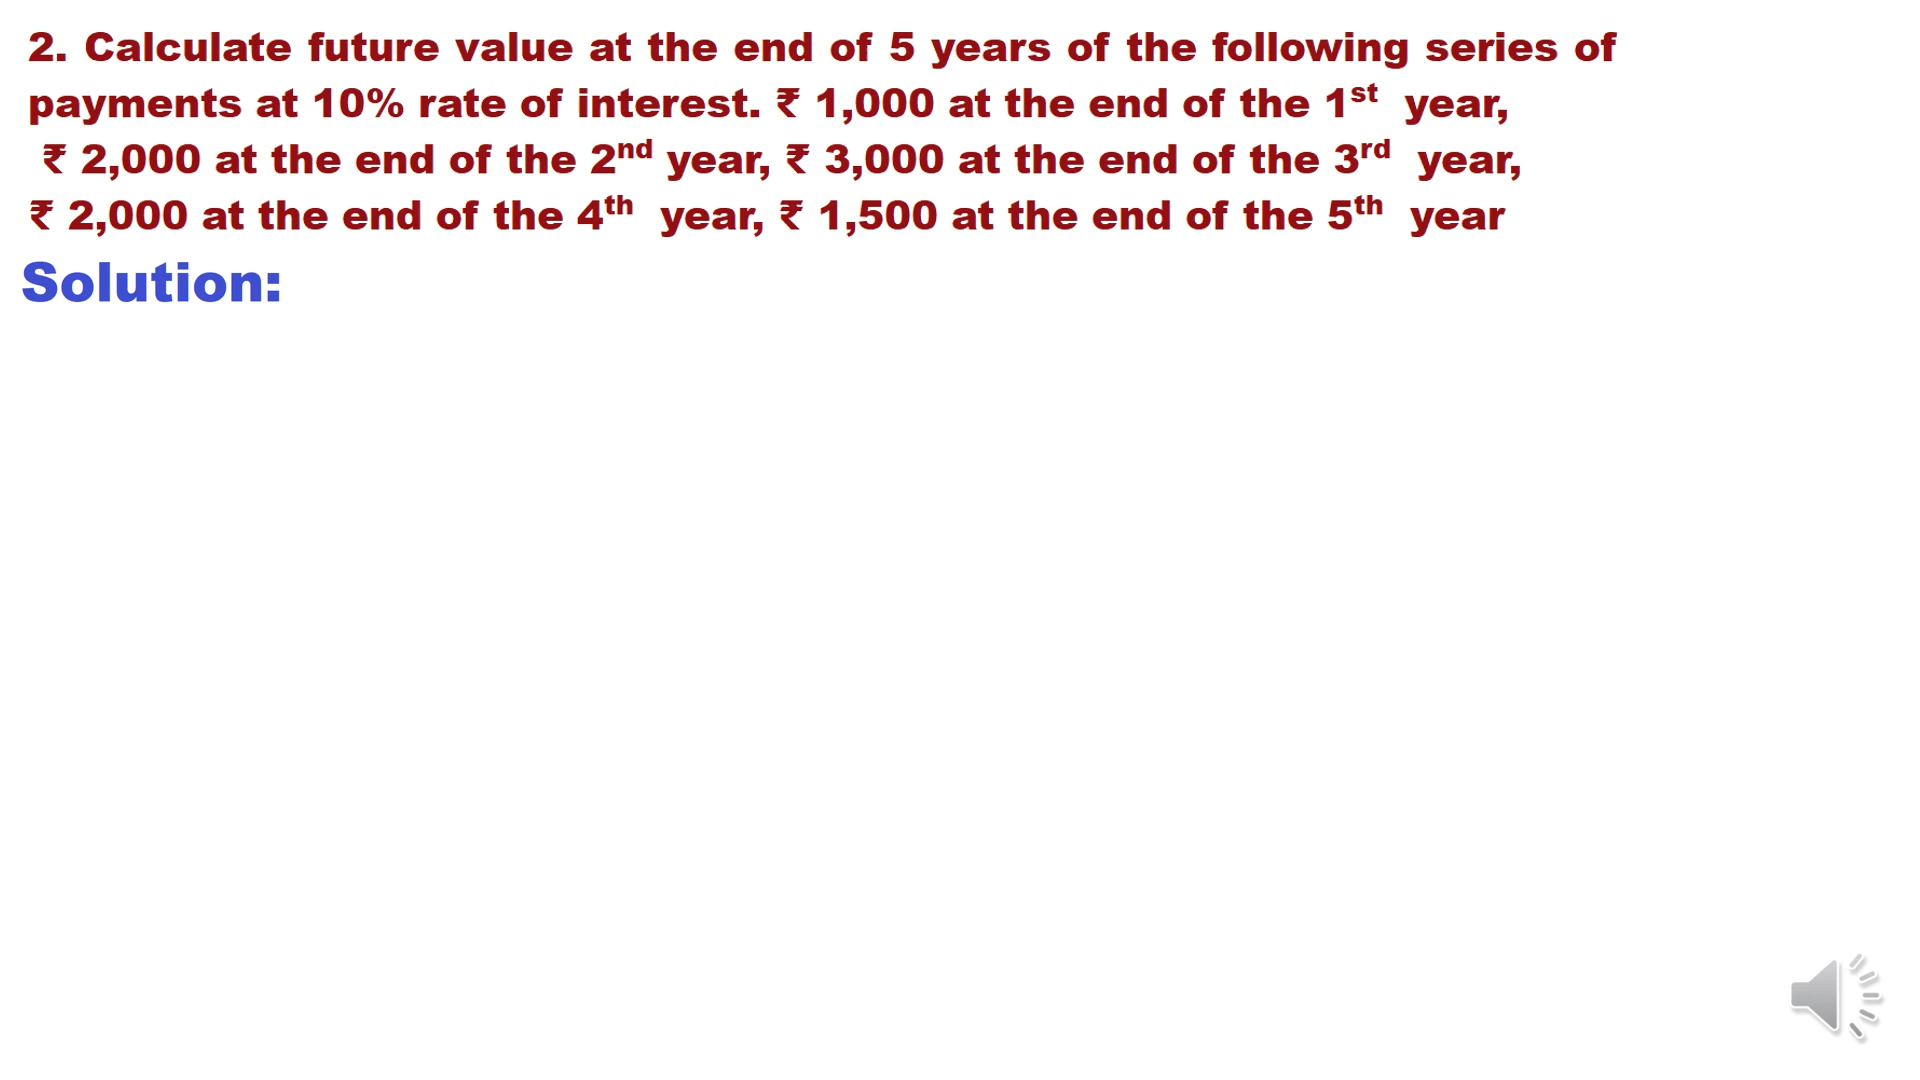 2. Calculate future value at the end of 5 years of the following series of
payments at 10% rate of interest. ₹ 1,000 at the end of the 1st year,
₹ 2,000 at the end of the 2nd year, ₹ 3,000 at the end of the 3rd year,
₹ 2,000 at the end of the 4th year, ₹ 1,500 at the end of the 5th year
Solution: